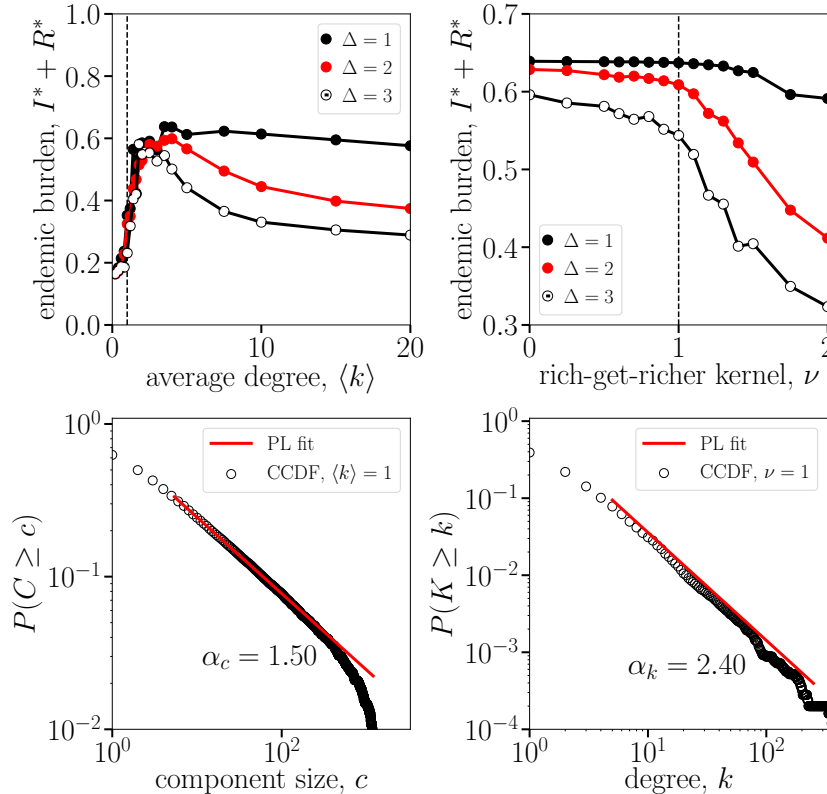 endemic burden, I* + R*
1.0
0.8
0.6
0.4
0.2
0.0
0
10
20
average degree, ⟨k⟩
Δ = 1
Δ = 2
Δ = 3
endemic burden, I* + R*
0.7
0.6
0.5
0.4
0.3
0
1
2
rich-get-richer kernel, ν
Δ = 1
Δ = 2
Δ = 3
P(C ≥ c)
10⁰
10⁻¹
10⁻²
10⁰
10²
component size, c
PL fit
CCDF, ⟨k⟩ = 1
α_c = 1.50
P(K ≥ k)
10⁰
10⁻¹
10⁻²
10⁻³
10⁻⁴
10⁰
10¹
10²
degree, k
PL fit
CCDF, ν = 1
α_k = 2.40